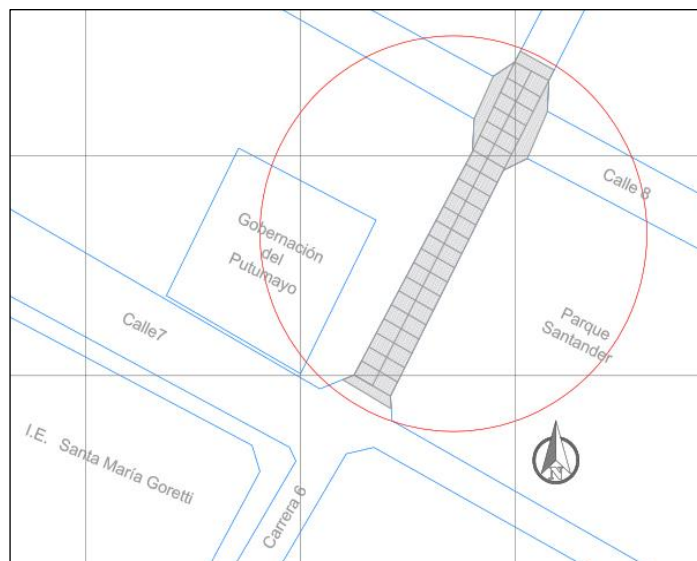 Calle 8
Gobernación
del
Putumayo
Parque
Santander
Calle7
I.E. Santa María Goretti
Carrera 6
N